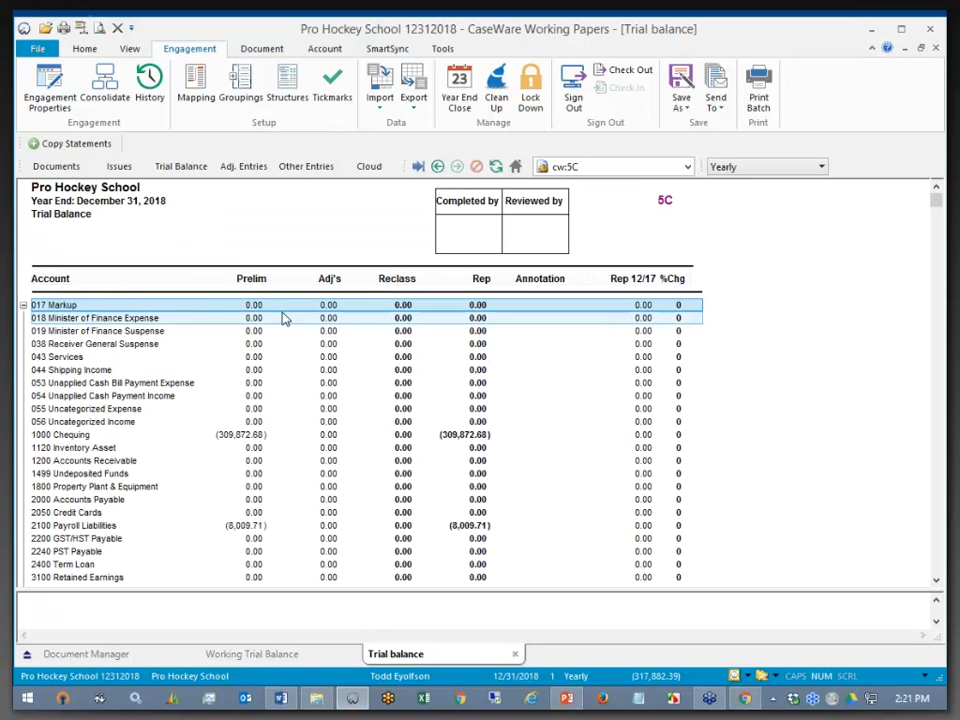 Pro Hockey School 12312018 - CaseWare Working Papers - [Trial balance]
File Home View Engagement Document Account SmartSync Tools
Engagement Properties Consolidate History Mapping Groupings Structures Tickmarks Import Export Year End Close Clean Up Lock Down Sign Out Check Out Check In Save As Send To Print Batch
23
Engagement Setup Data Manage Sign Out Save Print
Copy Statements
Documents Issues Trial Balance Adj. Entries Other Entries Cloud cw:5C Yearly
Pro Hockey School
Year End: December 31, 2018
Trial Balance
Completed by Reviewed by
5C
Account Prelim Adj's Reclass Rep Annotation Rep 12/17 %Chg
017 Markup 0.00 0.00 0.00 0.00 0.00 0
018 Minister of Finance Expense 0.00 0.00 0.00 0.00 0.00 0
019 Minister of Finance Suspense 0.00 0.00 0.00 0.00 0.00 0
038 Receiver General Suspense 0.00 0.00 0.00 0.00 0.00 0
043 Services 0.00 0.00 0.00 0.00 0.00 0
044 Shipping Income 0.00 0.00 0.00 0.00 0.00 0
053 Unapplied Cash Bill Payment Expense 0.00 0.00 0.00 0.00 0.00 0
054 Unapplied Cash Payment Income 0.00 0.00 0.00 0.00 0.00 0
055 Uncategorized Expense 0.00 0.00 0.00 0.00 0.00 0
056 Uncategorized Income 0.00 0.00 0.00 0.00 0.00 0
1000 Chequing (309,872.68) 0.00 0.00 (309,872.68) 0.00 0
1120 Inventory Asset 0.00 0.00 0.00 0.00 0.00 0
1200 Accounts Receivable 0.00 0.00 0.00 0.00 0.00 0
1499 Undeposited Funds 0.00 0.00 0.00 0.00 0.00 0
1800 Property Plant & Equipment 0.00 0.00 0.00 0.00 0.00 0
2000 Accounts Payable 0.00 0.00 0.00 0.00 0.00 0
2050 Credit Cards 0.00 0.00 0.00 0.00 0.00 0
2100 Payroll Liabilities (8,009.71) 0.00 0.00 (8,009.71) 0.00 0
2200 GST/HST Payable 0.00 0.00 0.00 0.00 0.00 0
2240 PST Payable 0.00 0.00 0.00 0.00 0.00 0
2400 Term Loan 0.00 0.00 0.00 0.00 0.00 0
3100 Retained Earnings 0.00 0.00 0.00 0.00 0.00 0
Document Manager Working Trial Balance Trial balance
Pro Hockey School 12312018 Pro Hockey School Todd Eyolfson 12/31/2018 1 Yearly (317,882.39) CAPS NUM SCRL
2:21 PM